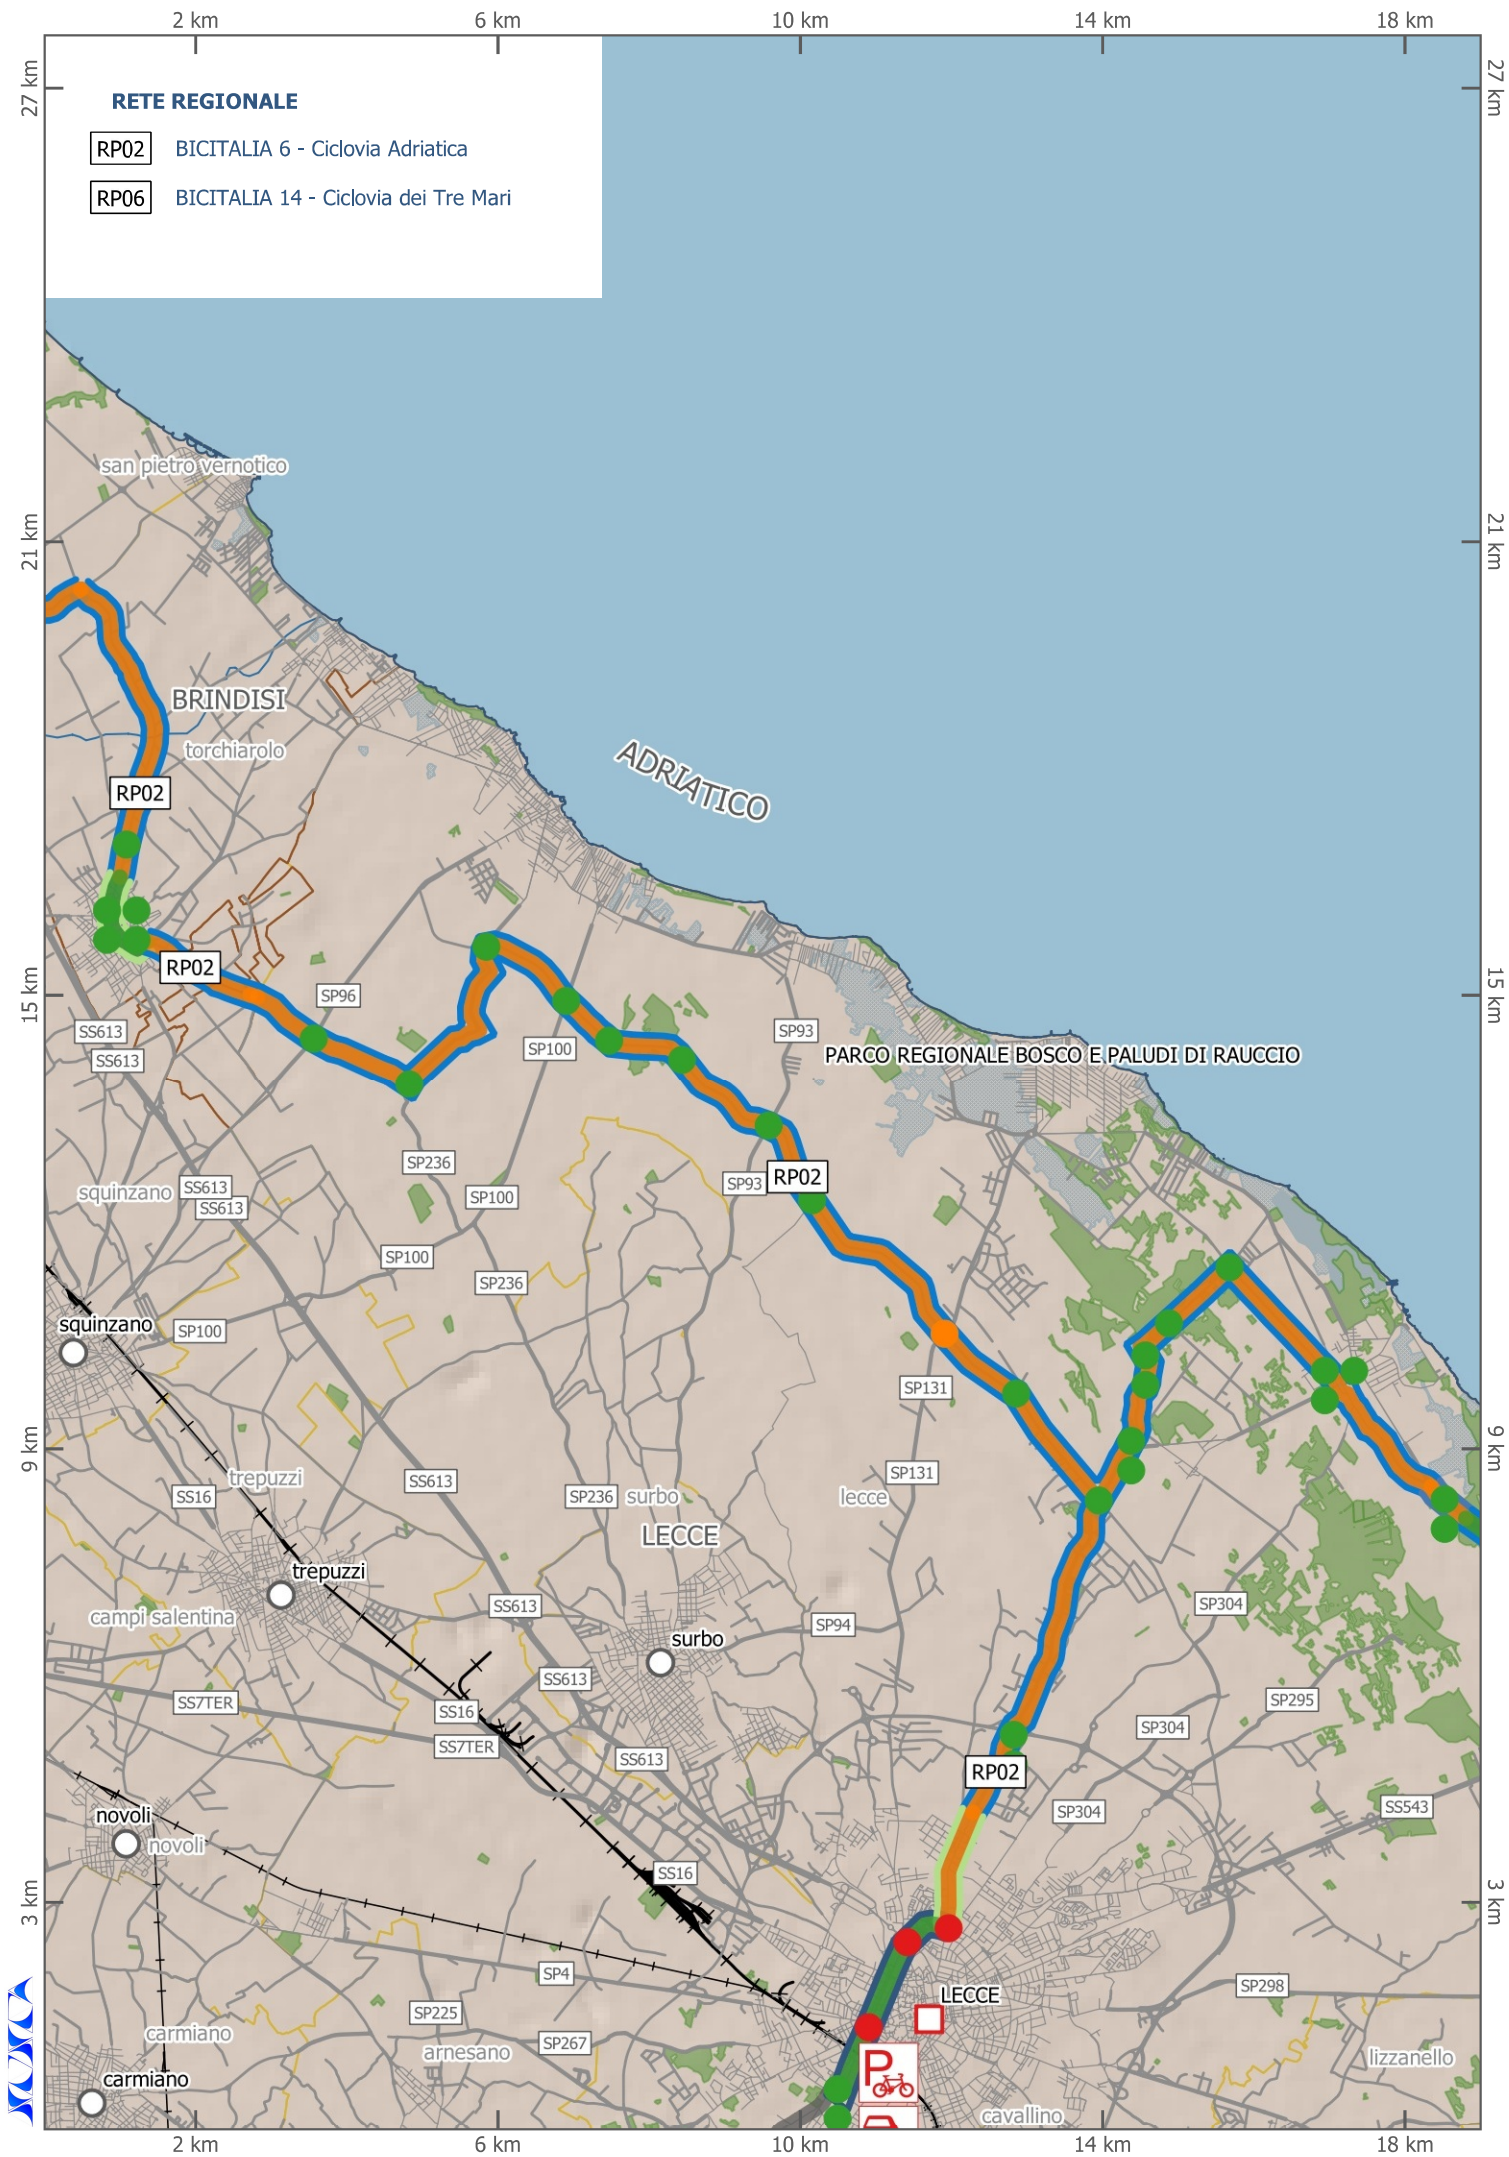 2 km
6 km
10 km
14 km
18 km
27 km
27 km
RETE REGIONALE
RP02 BICITALIA 6 - Ciclovia Adriatica
RP06 BICITALIA 14 - Ciclovia dei Tre Mari
san pietro vernotico
21 km
21 km
BRINDISI
torchiarolo
ADRIATICO
RP02
RP02
15 km
15 km
SP96
SS613
SS613
SP100
SP93
PARCO REGIONALE BOSCO E PALUDI DI RAUCCIO
SP236
SP93
RP02
squinzano
SS613
SS613
SP100
SP100
SP236
squinzano
SP100
SP131
9 km
9 km
trepuzzi
SS613
SP131
SS16
SP236
surbo
lecce
LECCE
trepuzzi
campi salentina
SS613
SP304
SP94
surbo
SS613
SS7TER
SS16
SP295
SP304
SS7TER
SS613
RP02
SP304
SS543
novoli
novoli
SS16
3 km
3 km
SP4
SP298
LECCE
SP225
carmiano
SP267
arnesano
lizzanello
P
carmiano
cavallino
2 km
6 km
10 km
14 km
18 km